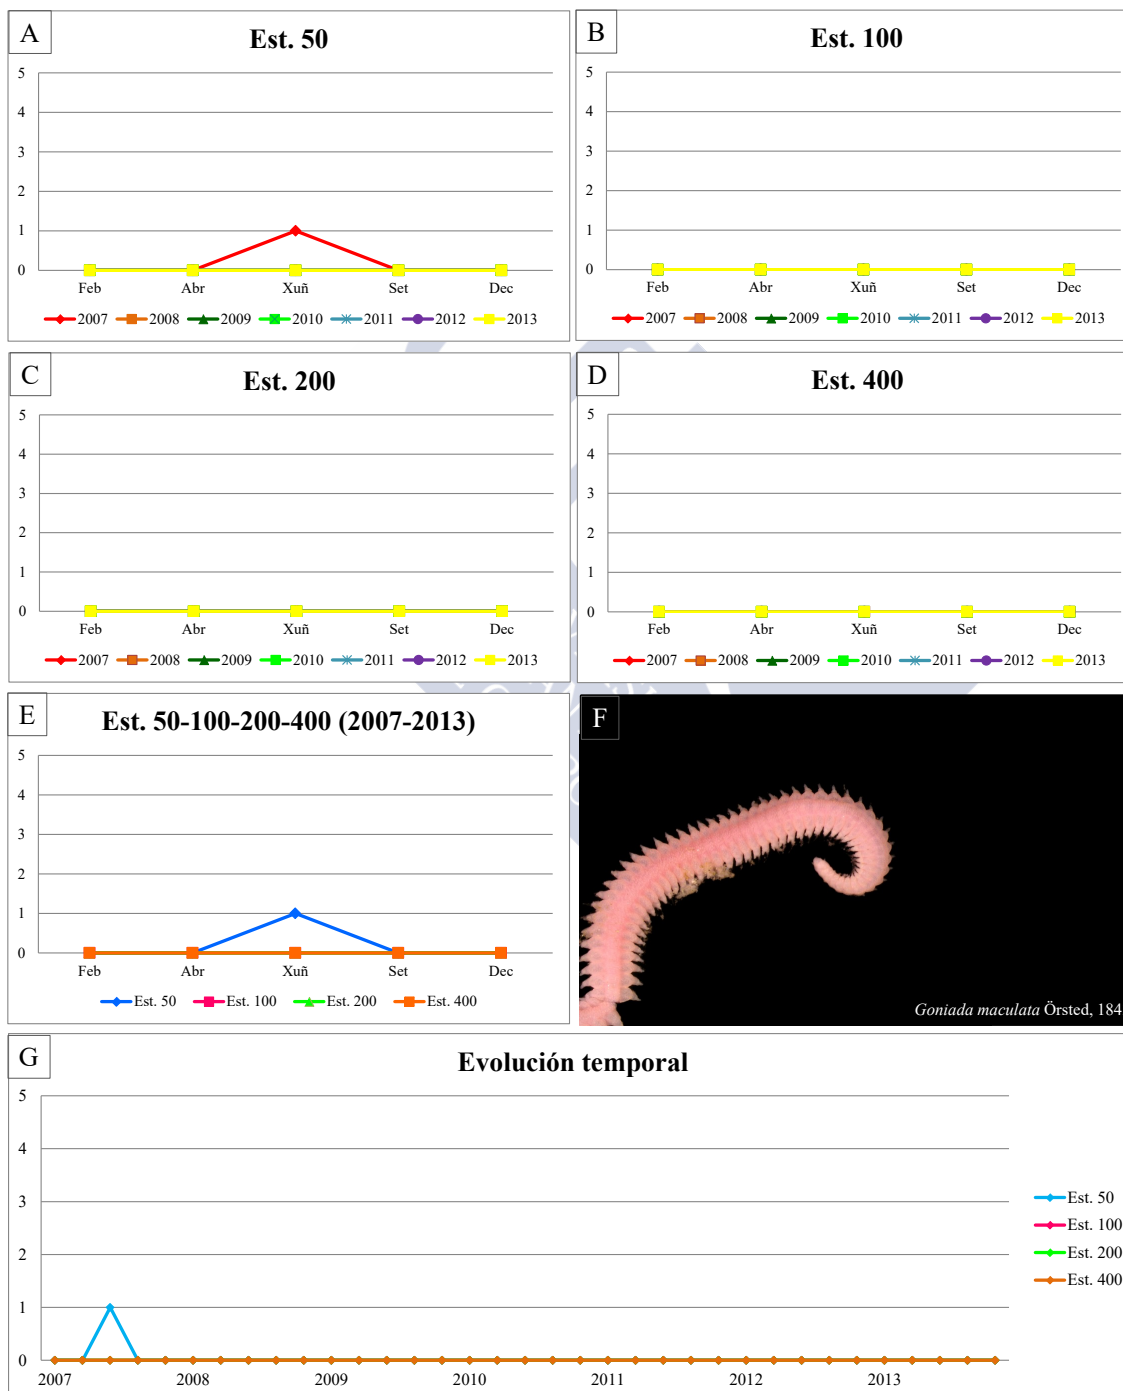 A
Est. 50
5
4
3
2
1
0
Feb Abr Xuñ Set Dec
2007 2008 2009 2010 2011 2012 2013
B
Est. 100
5
4
3
2
1
0
Feb Abr Xuñ Set Dec
2007 2008 2009 2010 2011 2012 2013
C
Est. 200
5
4
3
2
1
0
Feb Abr Xuñ Set Dec
2007 2008 2009 2010 2011 2012 2013
D
Est. 400
5
4
3
2
1
0
Feb Abr Xuñ Set Dec
2007 2008 2009 2010 2011 2012 2013
E
Est. 50-100-200-400 (2007-2013)
5
4
3
2
1
0
Feb Abr Xuñ Set Dec
Est. 50 Est. 100 Est. 200 Est. 400
F
Goniada maculata Örsted, 184
G
Evolución temporal
5
4
3
2
1
0
2007 2008 2009 2010 2011 2012 2013
Est. 50
Est. 100
Est. 200
Est. 400